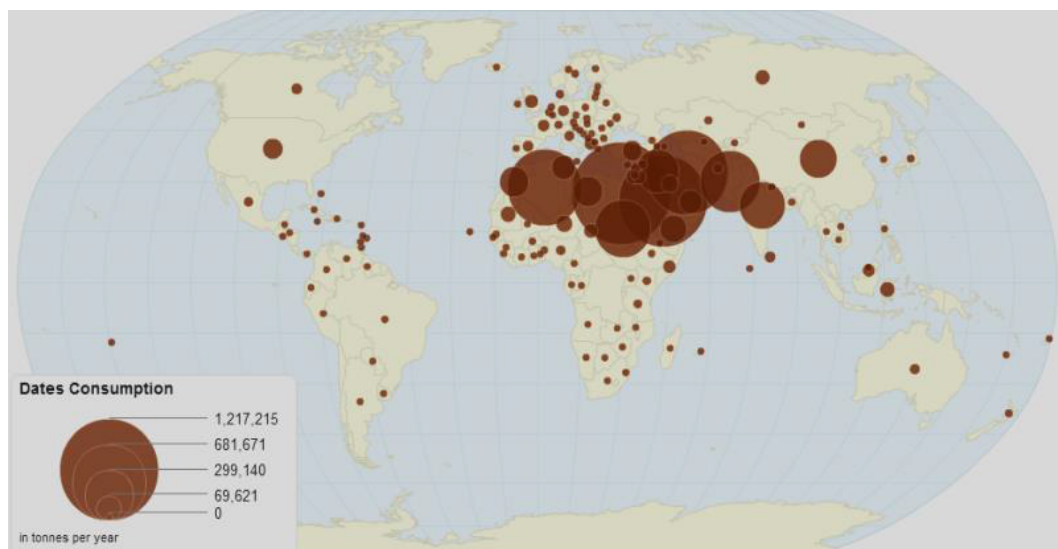 Dates Consumption
1,217,215
681,671
299,140
69,621
0
in tonnes per year